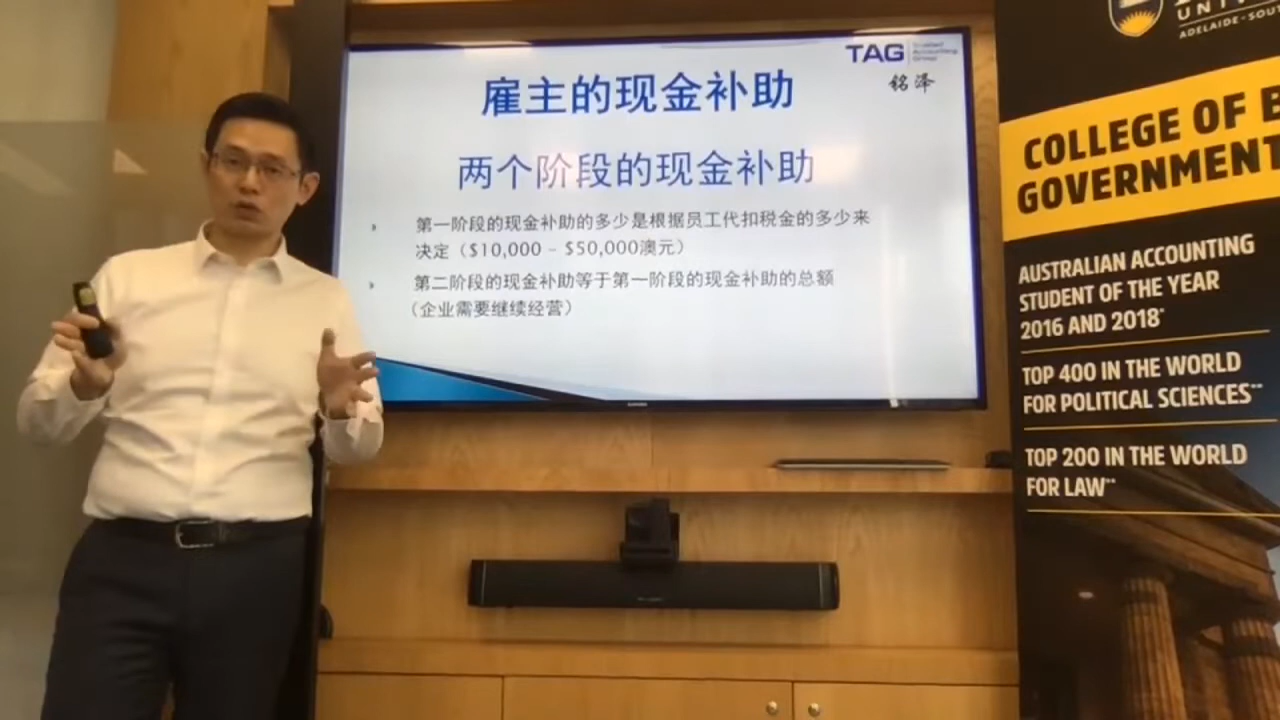 TAG
铭泽
雇主的现金补助
两个阶段的现金补助
第一阶段的现金补助的多少是根据员工代扣税金的多少来
决定（$10,000 – $50,000澳元）
第二阶段的现金补助等于第一阶段的现金补助的总额
（企业需要继续经营）
ADELAIDE
COLLEGE OF
GOVERNMENT
AUSTRALIAN ACCOUNTING
STUDENT OF THE YEAR
2016 AND 2018*
TOP 400 IN THE WORLD
FOR POLITICAL SCIENCES**
TOP 200 IN THE WORLD
FOR LAW**